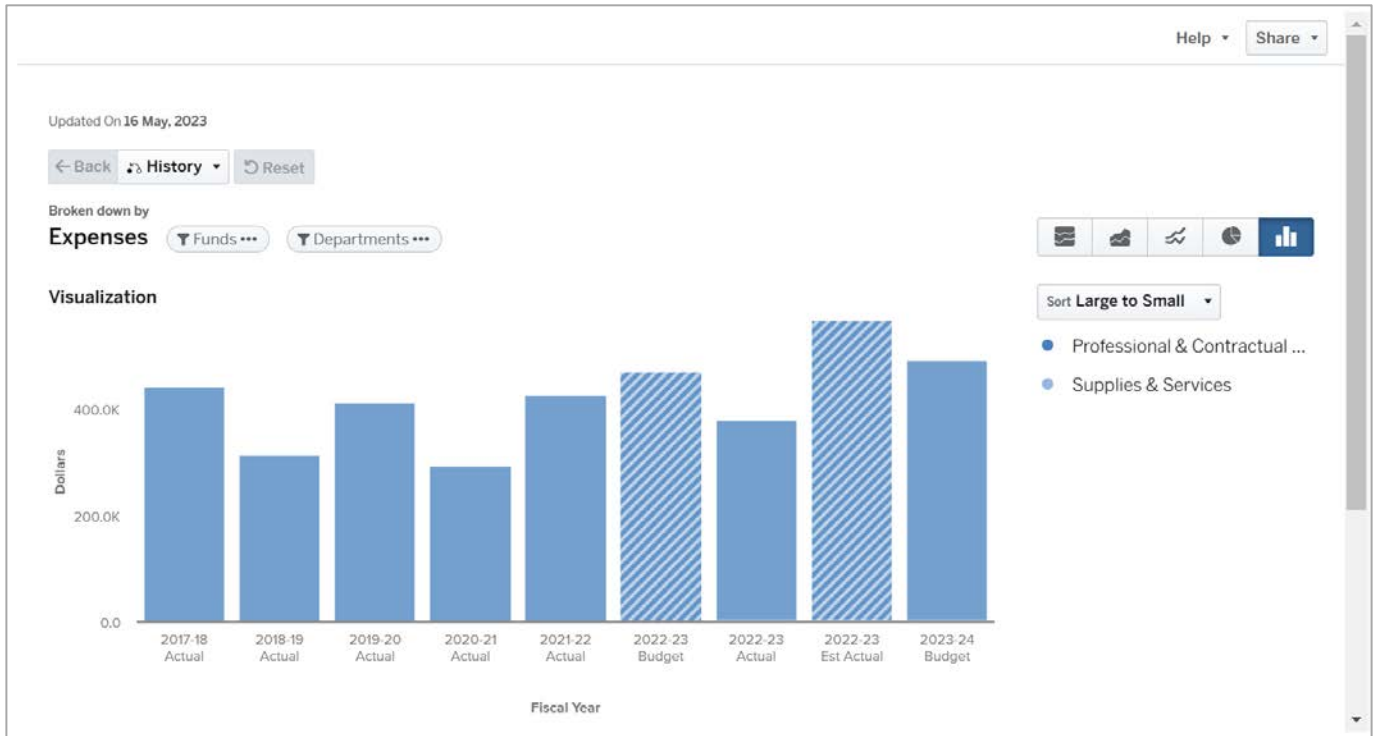 Help
Share
Updated On 16 May, 2023
Back
History
Reset
Broken down by
Expenses
Funds •••
Departments •••
Visualization
Sort Large to Small
Professional & Contractual ...
Supplies & Services
400.0K
200.0K
0.0
Dollars
2017-18 Actual
2018-19 Actual
2019-20 Actual
2020-21 Actual
2021-22 Actual
2022-23 Budget
2022-23 Actual
2022-23 Est Actual
2023-24 Budget
Fiscal Year